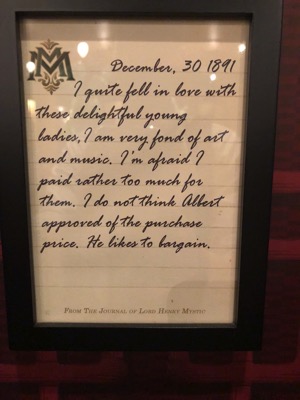 MM
December, 30 1891
I quite fell in love with
these delightful young
ladies, I am very fond of art
and music. I'm afraid I
paid rather too much for
them. I do not think Albert
approved of the purchase
price. He likes to bargain.
FROM THE JOURNAL OF LORD HENRY MYSTIC